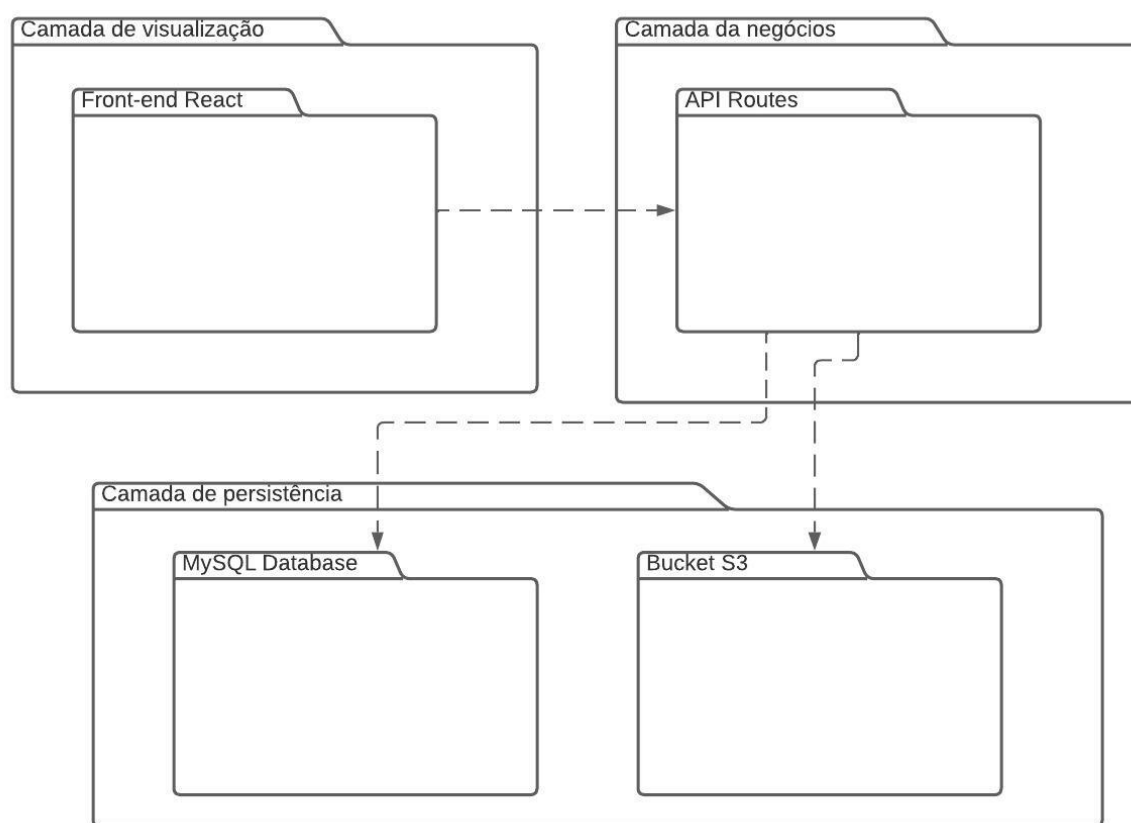 Camada de visualização
Camada da negócios
Front-end React
API Routes
Camada de persistência
MySQL Database
Bucket S3